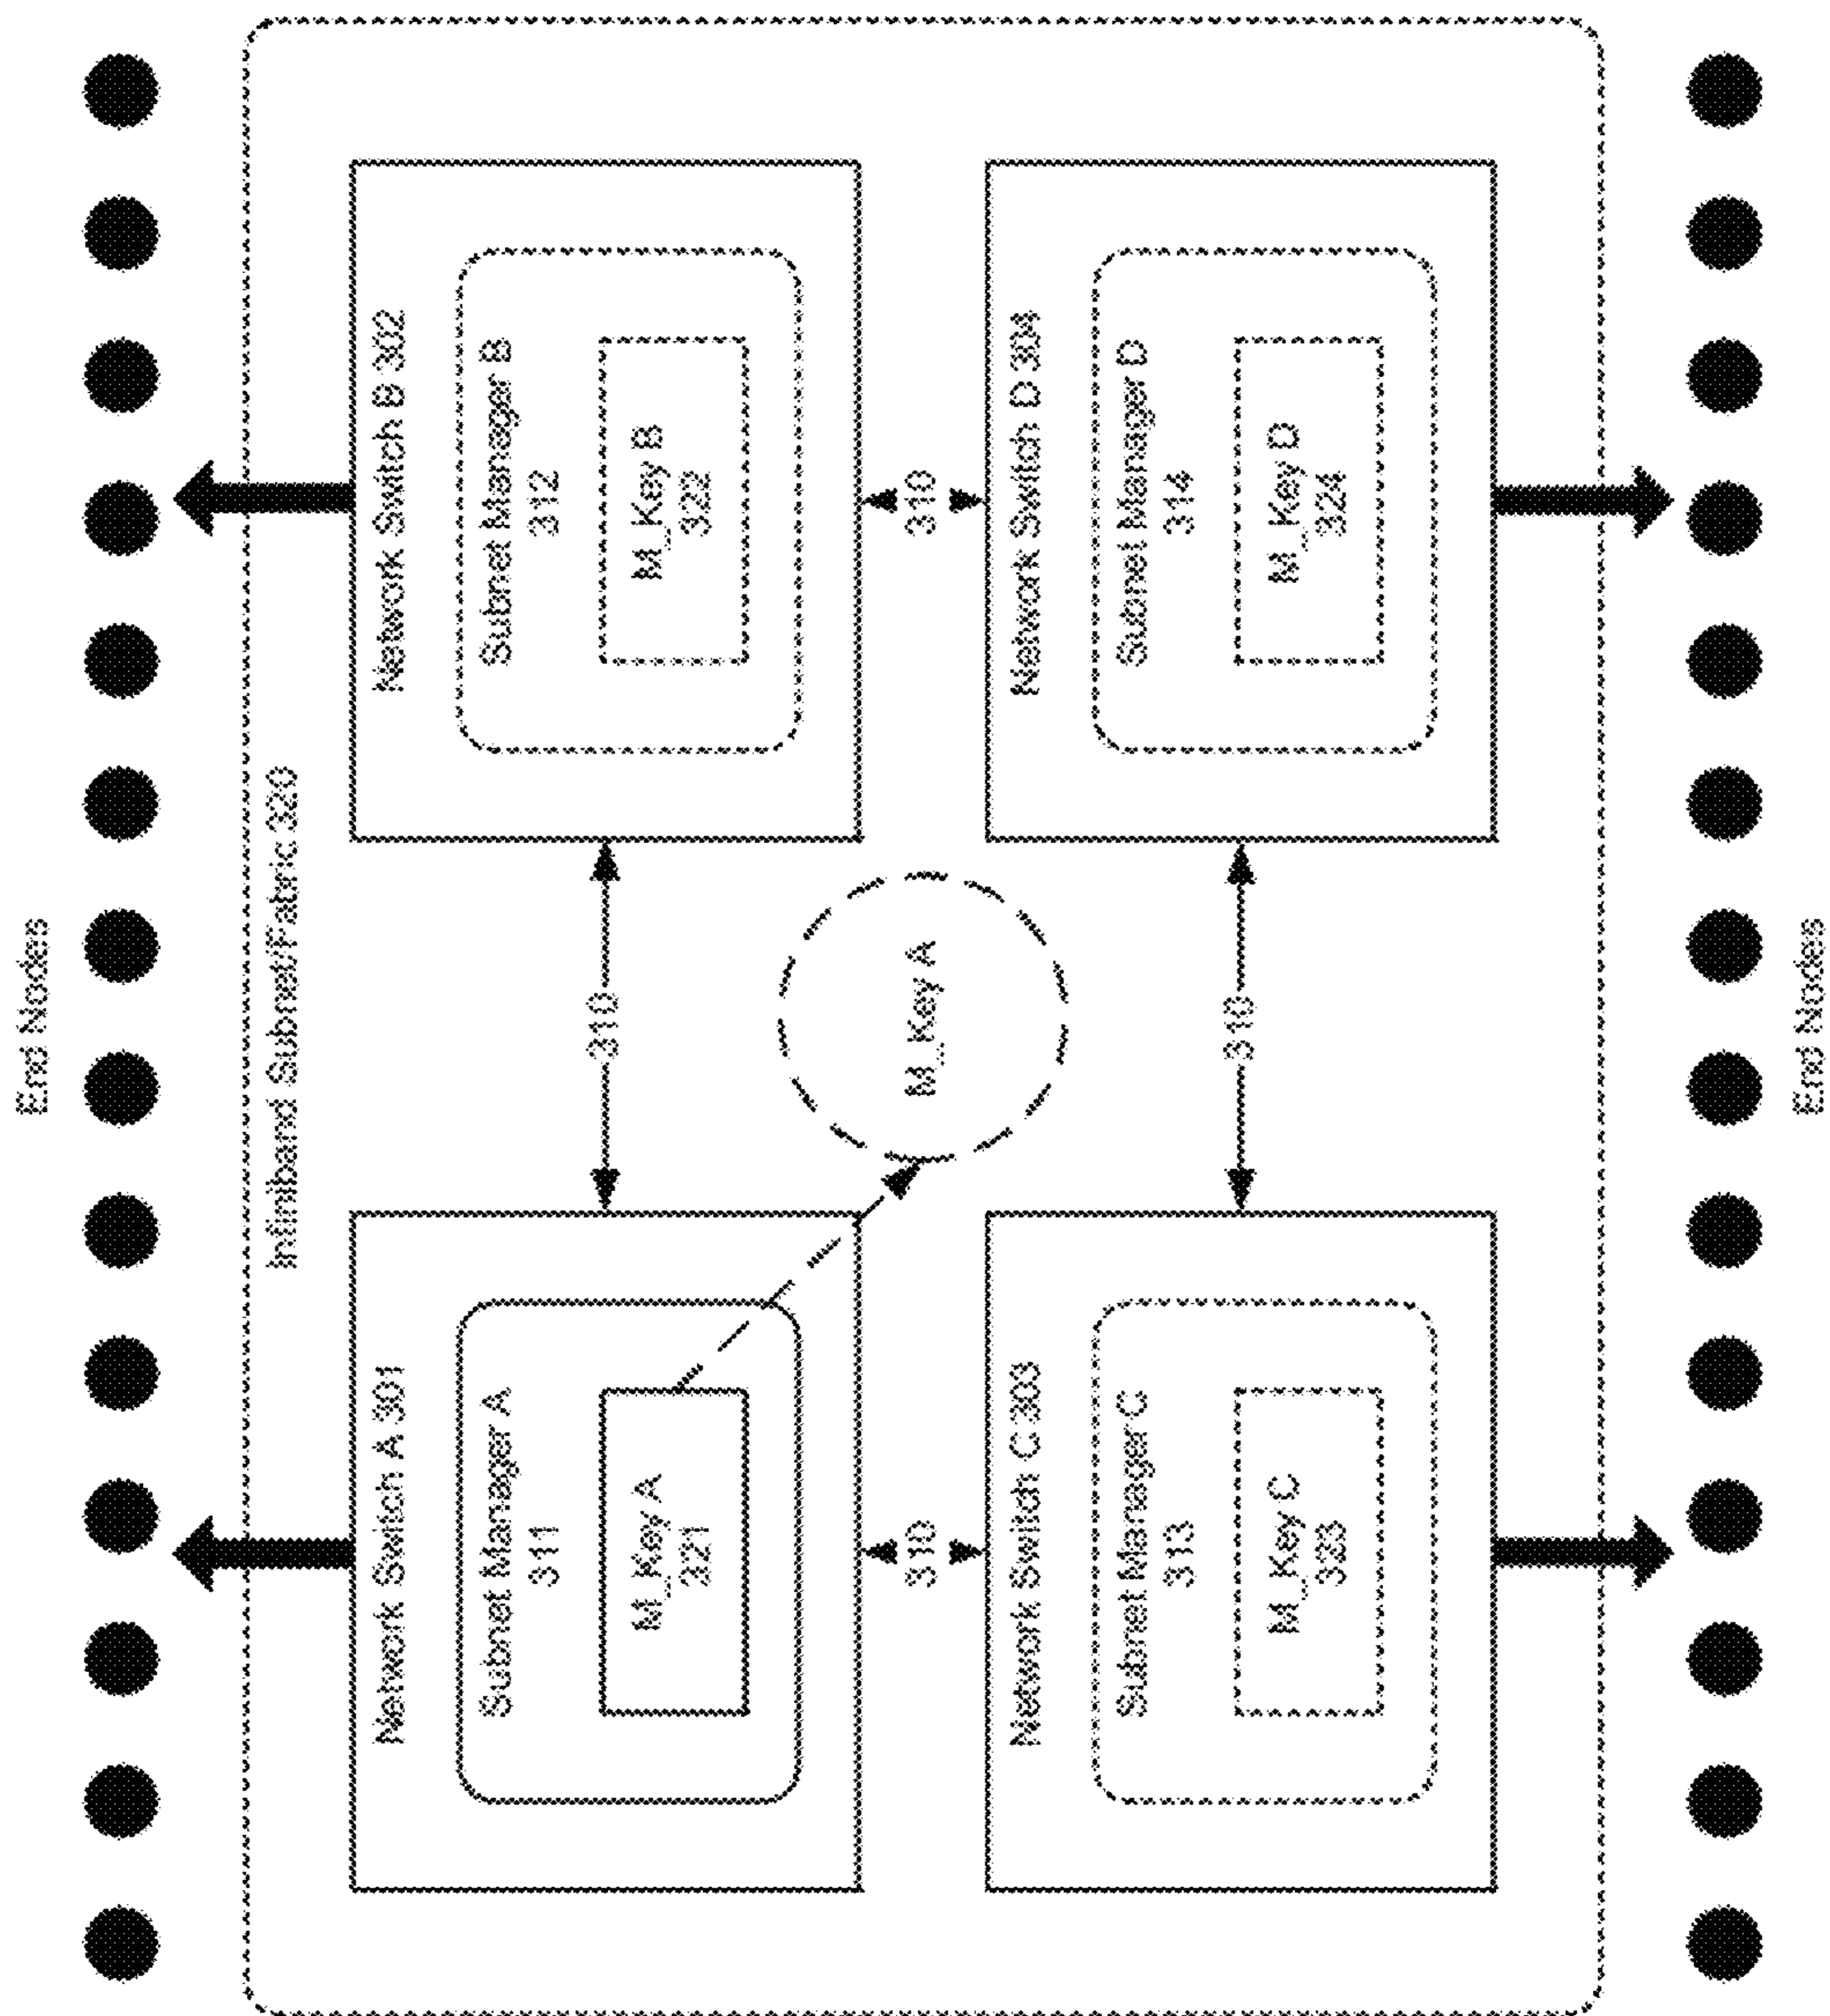 End Nodes
Infiniband Subnet/Fabric 320
Network Switch A 301
Subnet Manager A
311
M_Key A
321
310
Network Switch B 302
Subnet Manager B
312
M_Key B
322
310
M_Key A
310
Network Switch C 303
Subnet Manager C
313
M_Key C
323
310
Network Switch D 304
Subnet Manager D
314
M_Key D
324
End Nodes